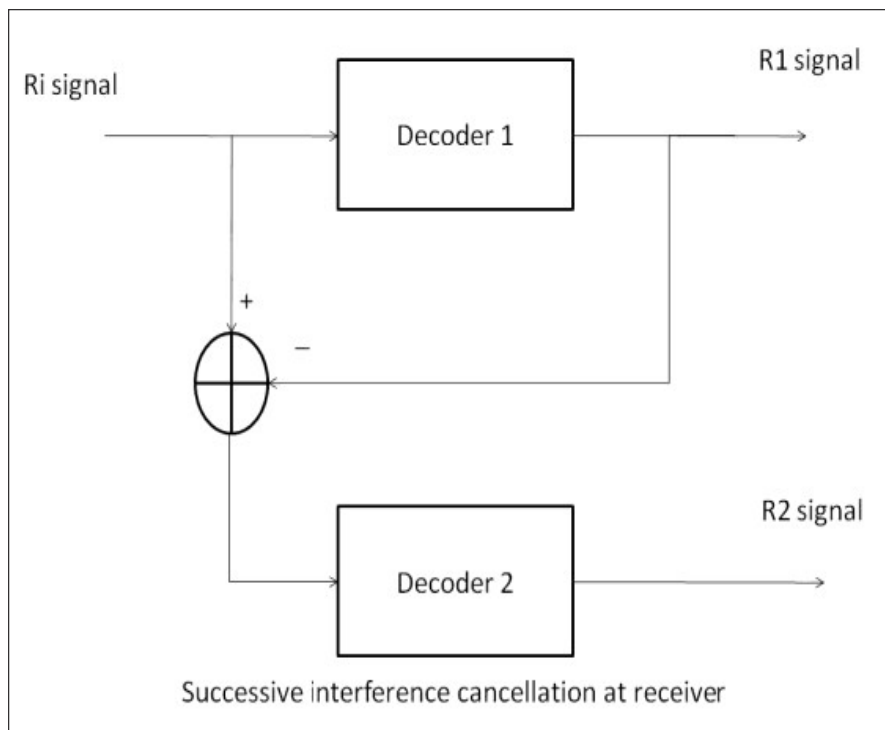 Ri signal
R1 signal
Decoder 1
+
−
R2 signal
Decoder 2
Successive interference cancellation at receiver